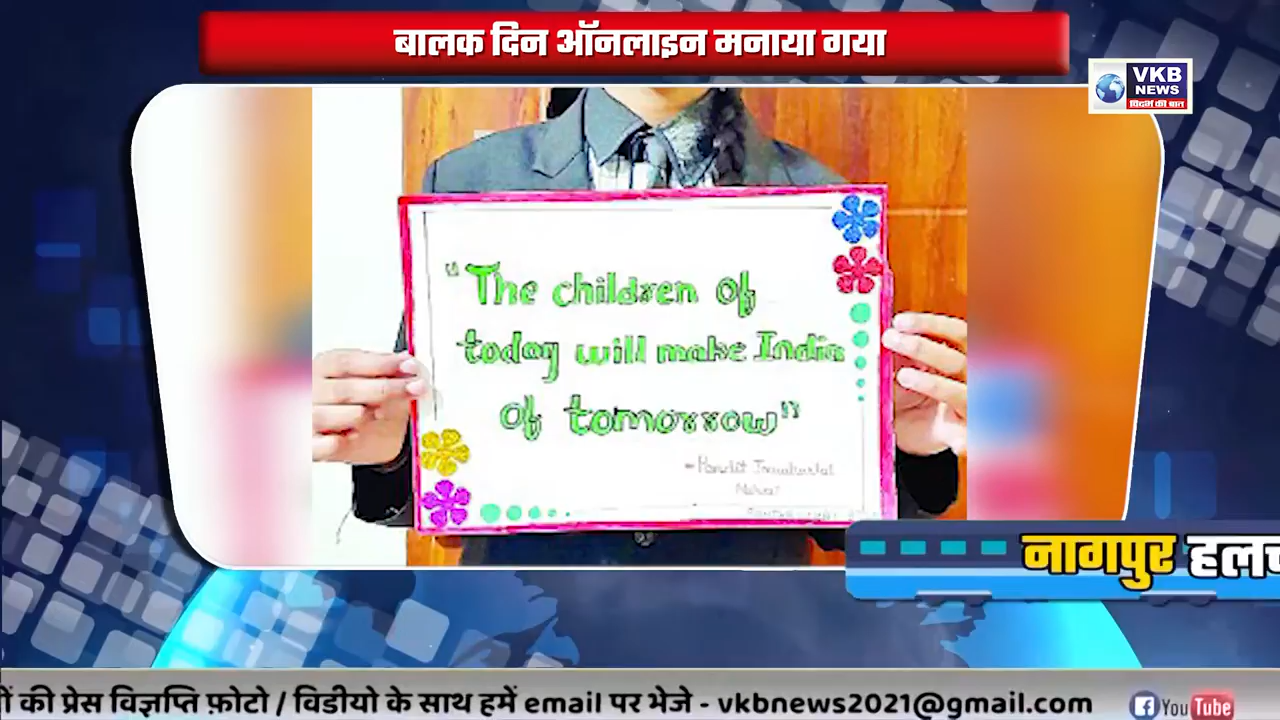 बालक दिन ऑनलाइन मनाया गया
VKB
NEWS
विदर्भ की बात
"The children of
today will make India
of tomorrow"
नागपुर हलच
ों की प्रेस विज्ञप्ति फ़ोटो / विडीयो के साथ हमें email पर भेजे - vkbnews2021@gmail.com
YouTube